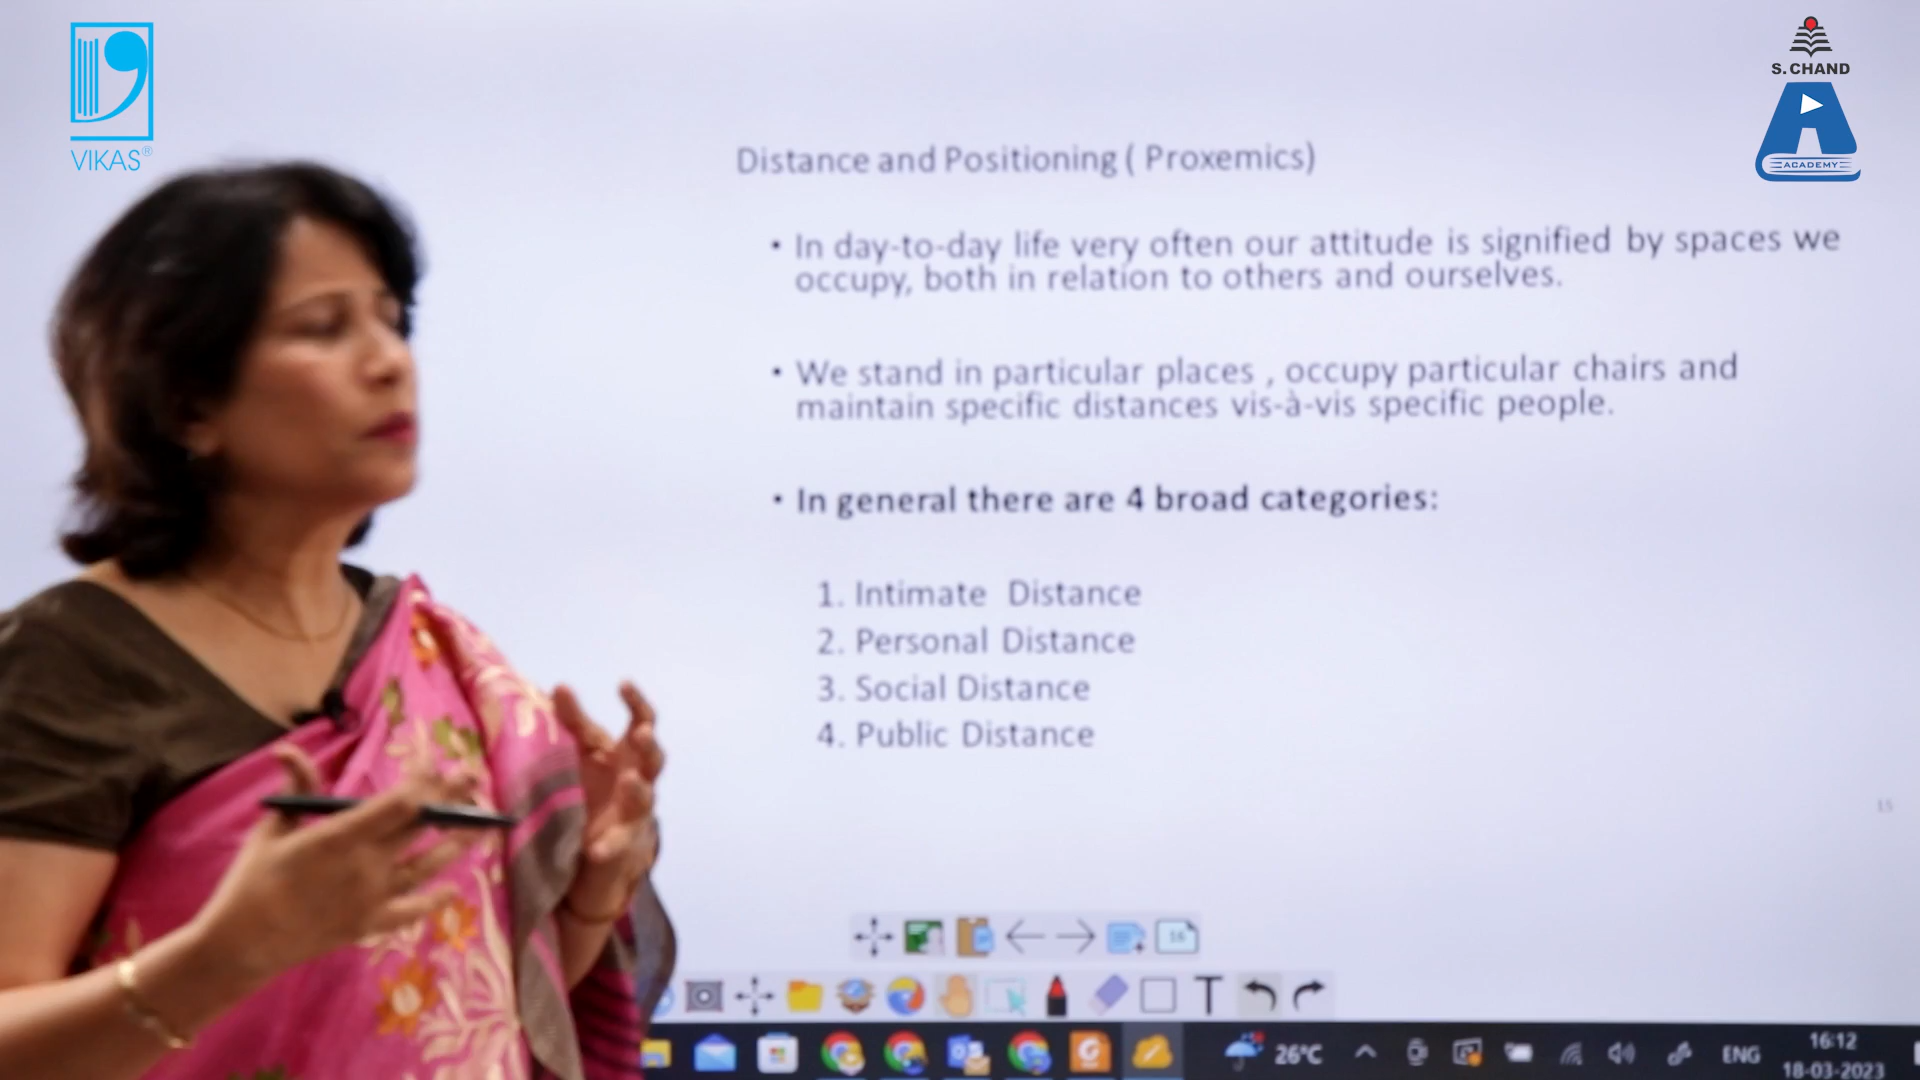 VIKAS®
S. CHAND
ACADEMY
Distance and Positioning ( Proxemics)
• In day-to-day life very often our attitude is signified by spaces we
occupy, both in relation to others and ourselves.
• We stand in particular places , occupy particular chairs and
maintain specific distances vis-à-vis specific people.
• In general there are 4 broad categories:
1. Intimate Distance
2. Personal Distance
3. Social Distance
4. Public Distance
15
16
T
26°C
ENG
16:12
18-03-2023